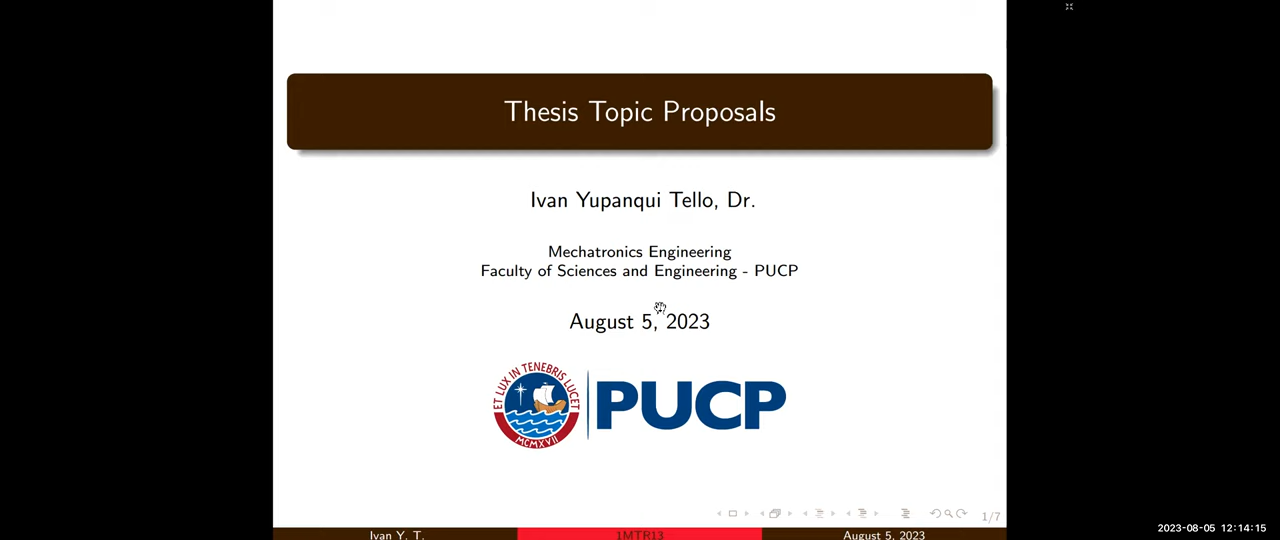 Thesis Topic Proposals
Ivan Yupanqui Tello, Dr.
Mechatronics Engineering
Faculty of Sciences and Engineering - PUCP
August 5, 2023
ET LUX IN TENEBRIS LUCET
MCMXVII
PUCP
1/7
Ivan Y. T.
1MTR13
August 5, 2023
2023-08-05 12:14:15